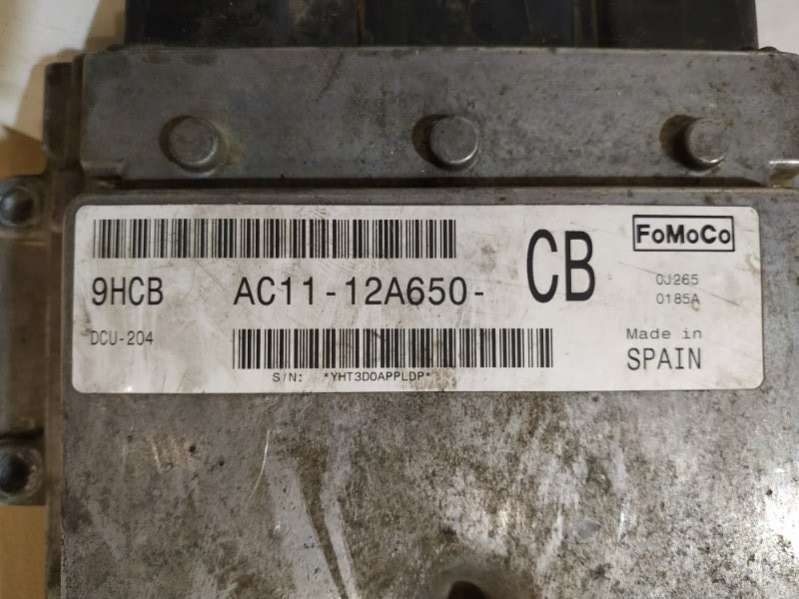 FoMoCo
9HCB AC11-12A650- CB
0J265
0185A
DCU-204
Made in
SPAIN
S/N: *YHT3D0APPLDP*